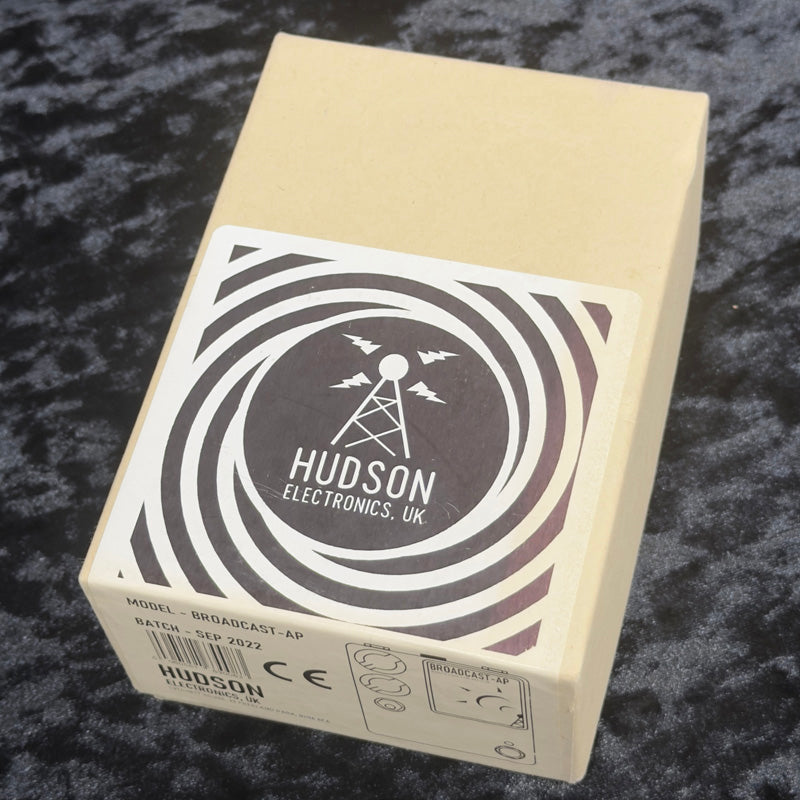 HUDSON
ELECTRONICS, UK
MODEL - BROADCAST-AP
BATCH - SEP 2022
CE
HUDSON
ELECTRONICS, UK
BROADCAST-AP